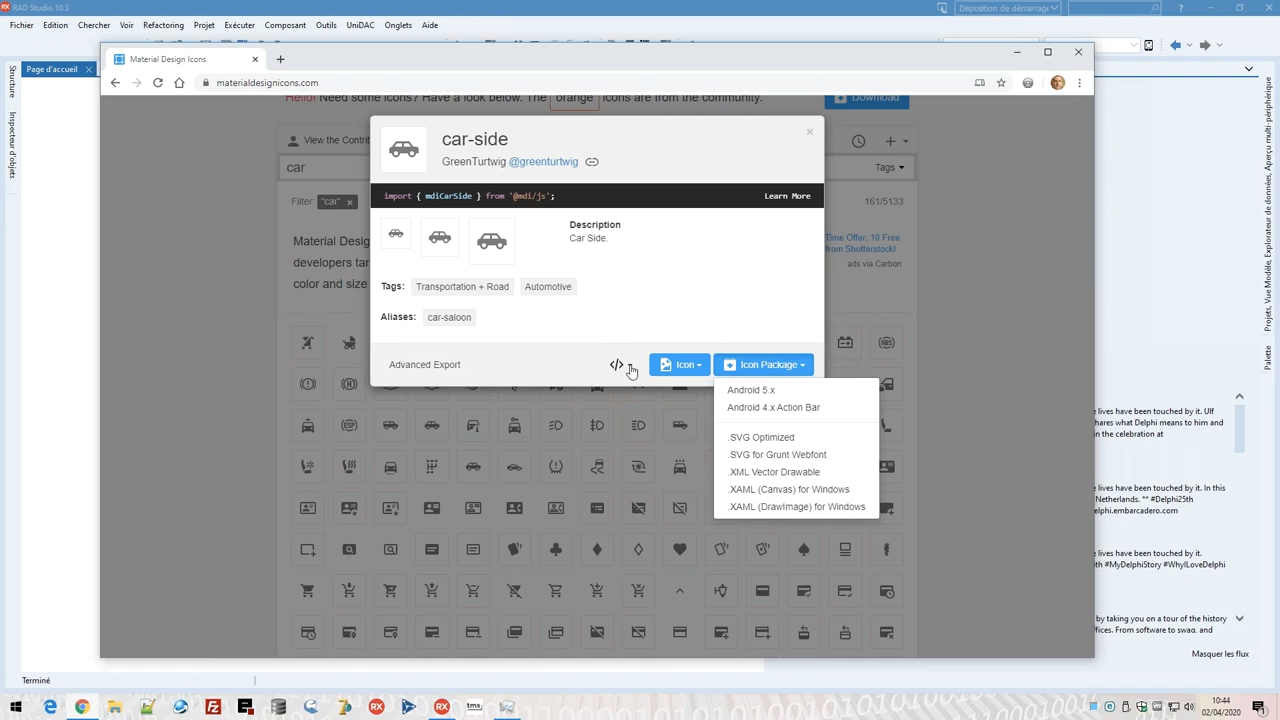 RAD Studio 10.3
Disposition de démarrage
Fichier Edition Chercher Voir Refactoring Projet Exécuter Composant Outils UniDAC Onglets Aide
Page d'accueil
Structure
Inspecteur d'objets
Material Design Icons
materialdesignicons.com
Hello! Need some icons? Have a look below. The orange icons are from the community.
Download
View the Contrib
car
Tags
Filter: "car" x
161/5133
Material Desig
developers tar
color and size
Time Offer. 10 Free
from Shutterstock!
ads via Carbon
car-side
GreenTurtwig @greenturtwig
import { mdiCarSide } from '@mdi/js';
Learn More
Description
Car Side.
Tags: Transportation + Road Automotive
Aliases: car-saloon
Advanced Export
</>
Icon
Icon Package
Android 5.x
Android 4.x Action Bar
.SVG Optimized
.SVG for Grunt Webfont
.XML Vector Drawable
.XAML (Canvas) for Windows
.XAML (DrawImage) for Windows
Projets, Vue Modèle, Explorateur de données, Aperçu multi-périphérique
Palette
e lives have been touched by it. Ulf
hares what Delphi means to him and
in the celebration at
e lives have been touched by it. In this
Netherlands. ** #Delphi25th
elphi.embarcadero.com
e lives have been touched by it.
th #MyDelphiStory #WhyILoveDelphi
by taking you on a tour of the history
ffices. From software to swag, and
Masquer les flux
Terminé
tms
10:44
02/04/2020